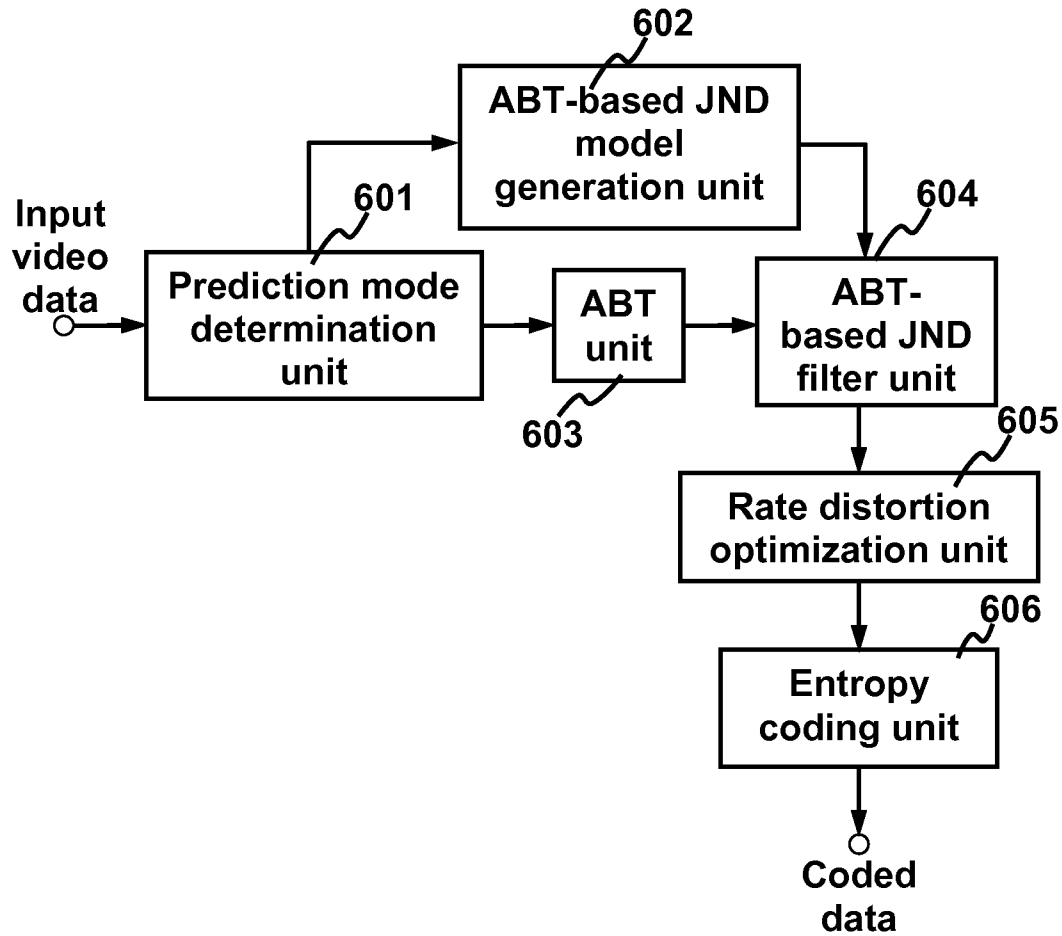 602
ABT-based JND
model
generation unit
601
604
Input
video
data
Prediction mode
determination
unit
ABT
unit
603
ABT-
based JND
filter unit
605
Rate distortion
optimization unit
606
Entropy
coding unit
Coded
data